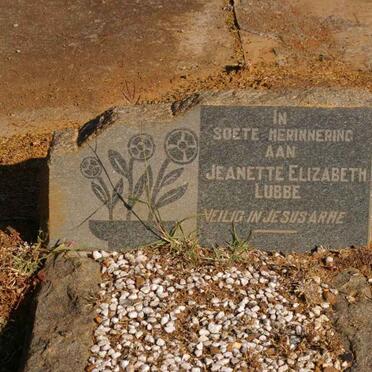 IN
SOETE HERINNERING
AAN
JEANETTE ELIZABETH
LUBBE
VEILIG IN JESUS ARME